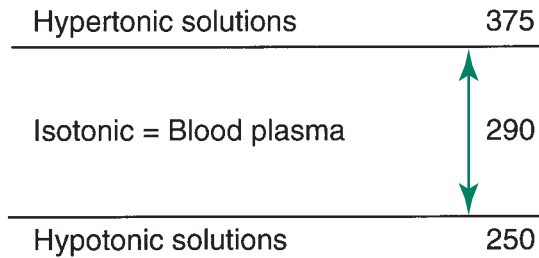 Hypertonic solutions 375
Isotonic = Blood plasma 290
Hypotonic solutions 250